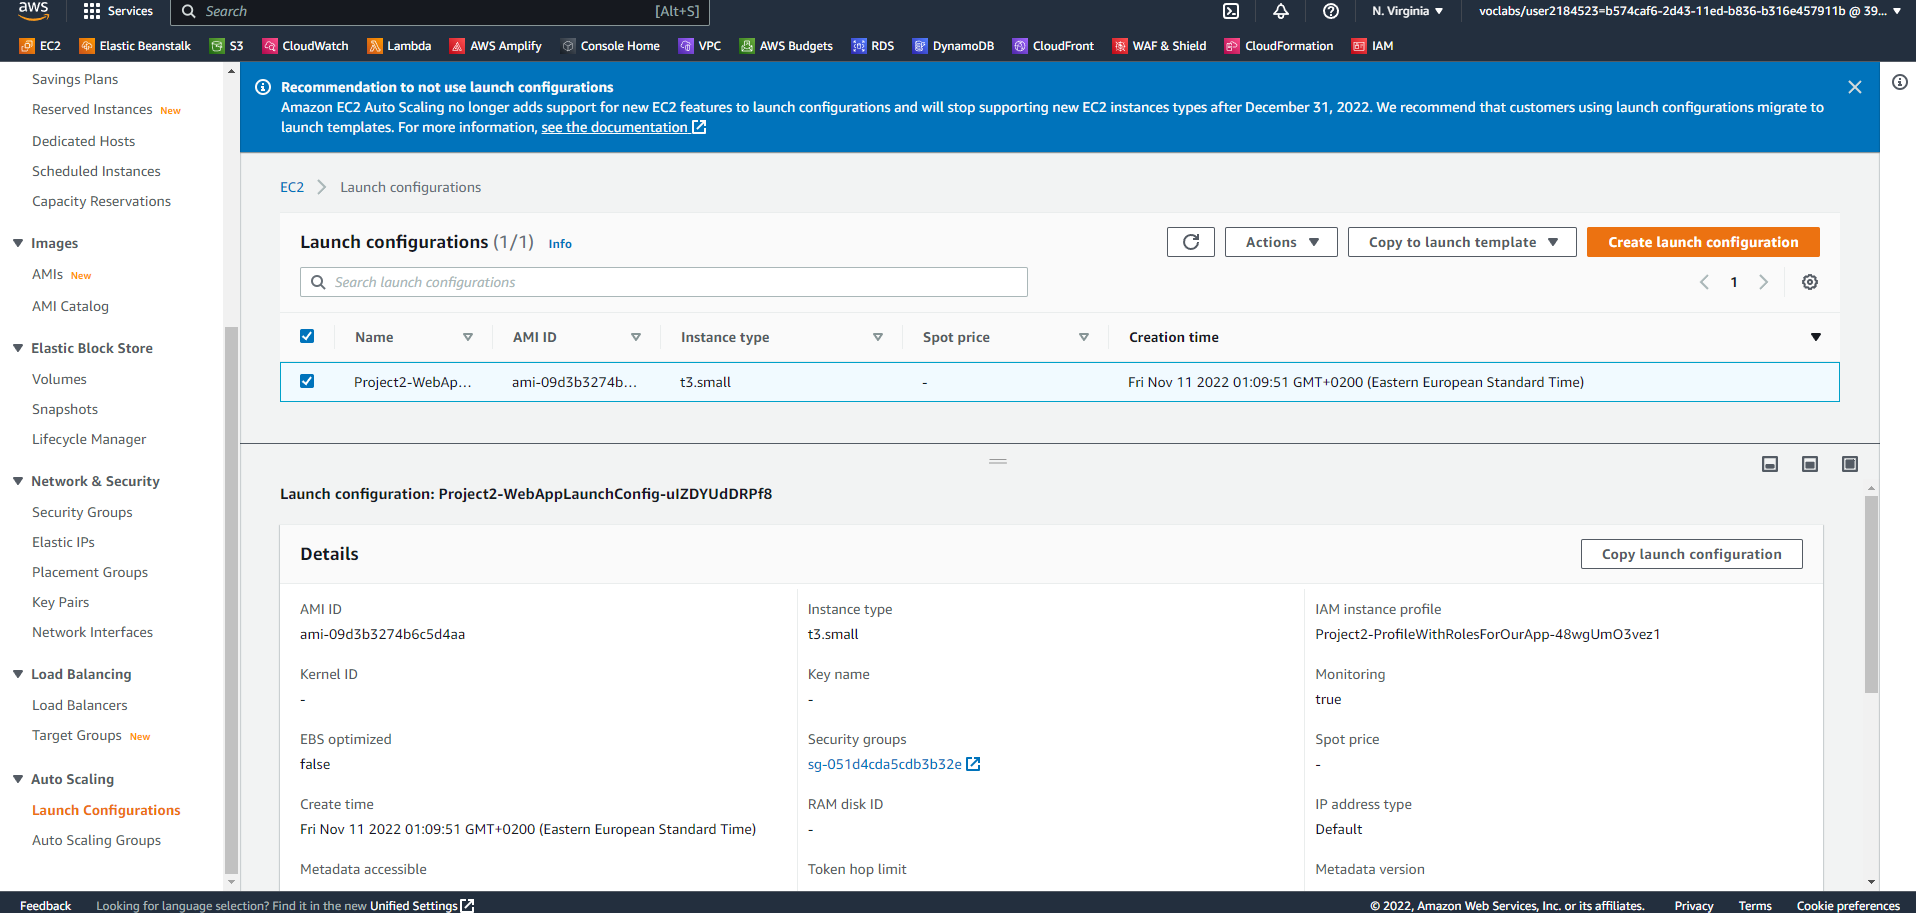 aws
Services
Search
[Alt+S]
N. Virginia
voclabs/user2184523=b574caf6-2d43-11ed-b836-b316e457911b @ 39...
EC2
Elastic Beanstalk
S3
CloudWatch
Lambda
AWS Amplify
Console Home
VPC
AWS Budgets
RDS
DynamoDB
CloudFront
WAF & Shield
CloudFormation
IAM
Savings Plans
Reserved Instances New
Dedicated Hosts
Scheduled Instances
Capacity Reservations
Images
AMIs New
AMI Catalog
Elastic Block Store
Volumes
Snapshots
Lifecycle Manager
Network & Security
Security Groups
Elastic IPs
Placement Groups
Key Pairs
Network Interfaces
Load Balancing
Load Balancers
Target Groups New
Auto Scaling
Launch Configurations
Auto Scaling Groups
Recommendation to not use launch configurations
Amazon EC2 Auto Scaling no longer adds support for new EC2 features to launch configurations and will stop supporting new EC2 instances types after December 31, 2022. We recommend that customers using launch configurations migrate to
launch templates. For more information, see the documentation
EC2
Launch configurations
Launch configurations (1/1) Info
Actions
Copy to launch template
Create launch configuration
Search launch configurations
1
Name
AMI ID
Instance type
Spot price
Creation time
Project2-WebAp...
ami-09d3b3274b...
t3.small
-
Fri Nov 11 2022 01:09:51 GMT+0200 (Eastern European Standard Time)
Launch configuration: Project2-WebAppLaunchConfig-uIZDYUdDRPf8
Details
Copy launch configuration
AMI ID
ami-09d3b3274b6c5d4aa
Instance type
t3.small
IAM instance profile
Project2-ProfileWithRolesForOurApp-48wgUmO3vez1
Kernel ID
-
Key name
-
Monitoring
true
EBS optimized
false
Security groups
sg-051d4cda5cdb3b32e
Spot price
-
Create time
Fri Nov 11 2022 01:09:51 GMT+0200 (Eastern European Standard Time)
RAM disk ID
-
IP address type
Default
Metadata accessible
Token hop limit
Metadata version
Feedback
Looking for language selection? Find it in the new Unified Settings
© 2022, Amazon Web Services, Inc. or its affiliates.
Privacy
Terms
Cookie preferences